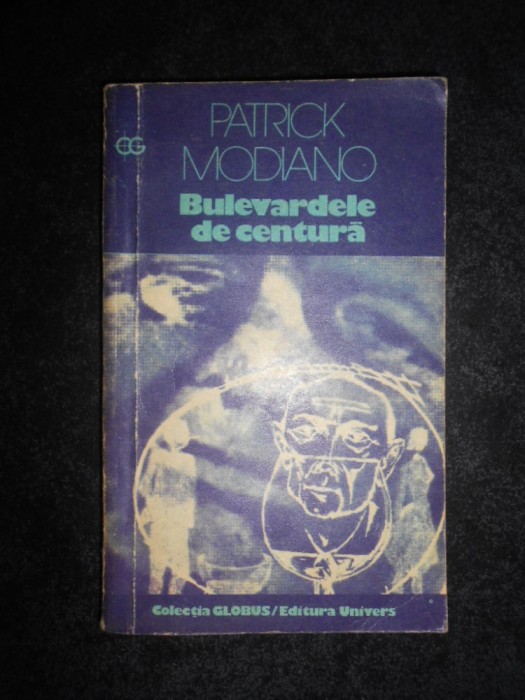 PATRICK
MODIANO
CG
Bulevardele
de centură
Colecția GLOBUS/Editura Univers